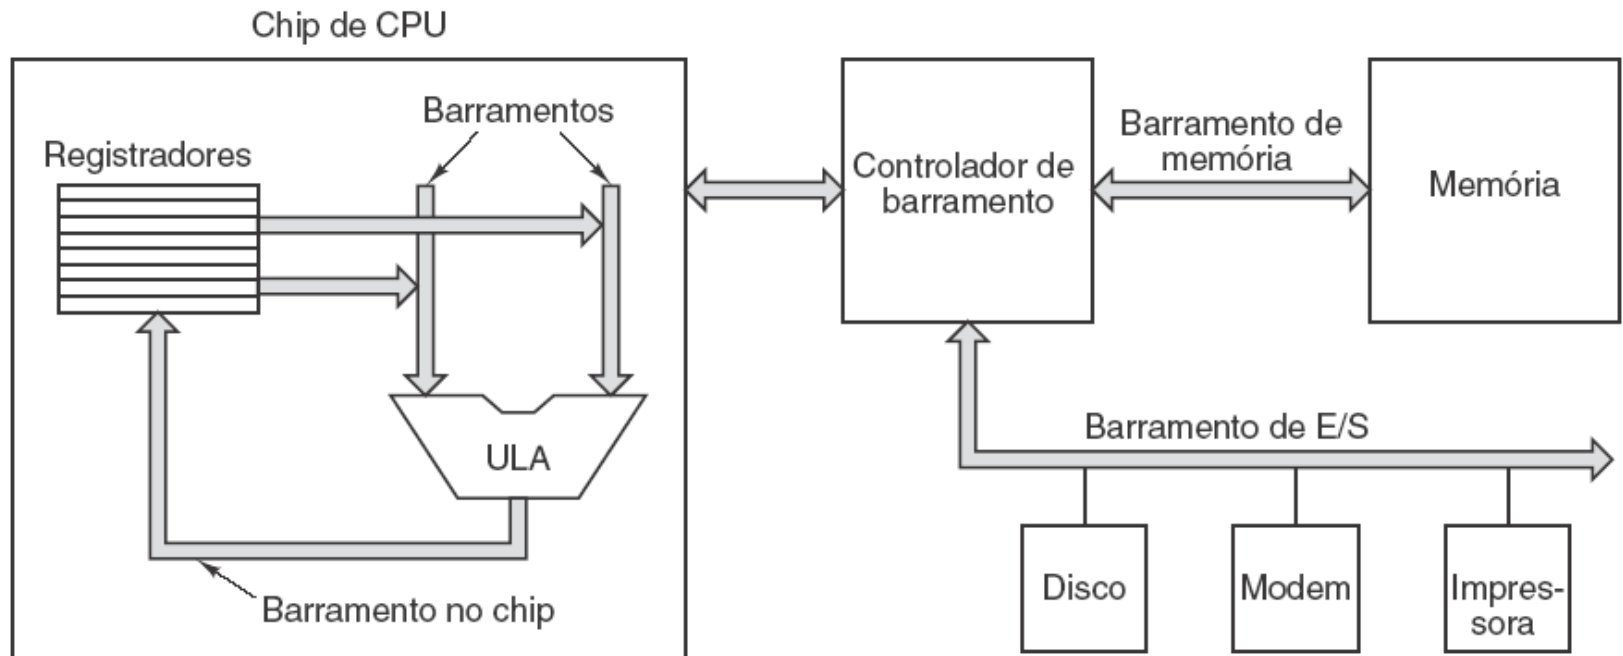 Chip de CPU
Barramentos
Registradores
ULA
Barramento no chip
Controlador de
barramento
Barramento de
memória
Memória
Barramento de E/S
Disco
Modem
Impres-
sora